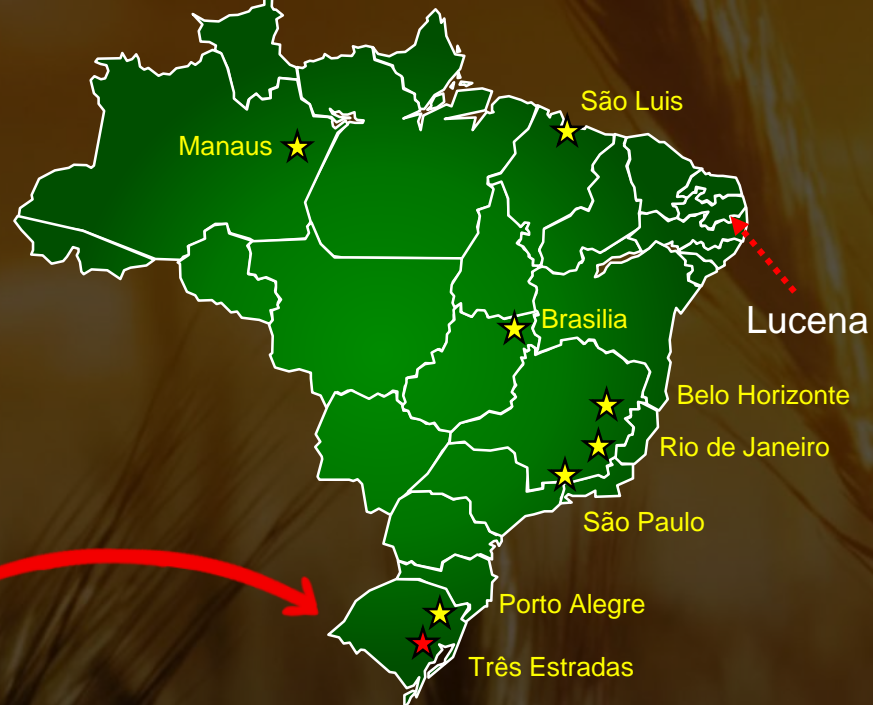 São Luis
Manaus
Brasilia
Lucena
Belo Horizonte
Rio de Janeiro
São Paulo
Porto Alegre
Três Estradas